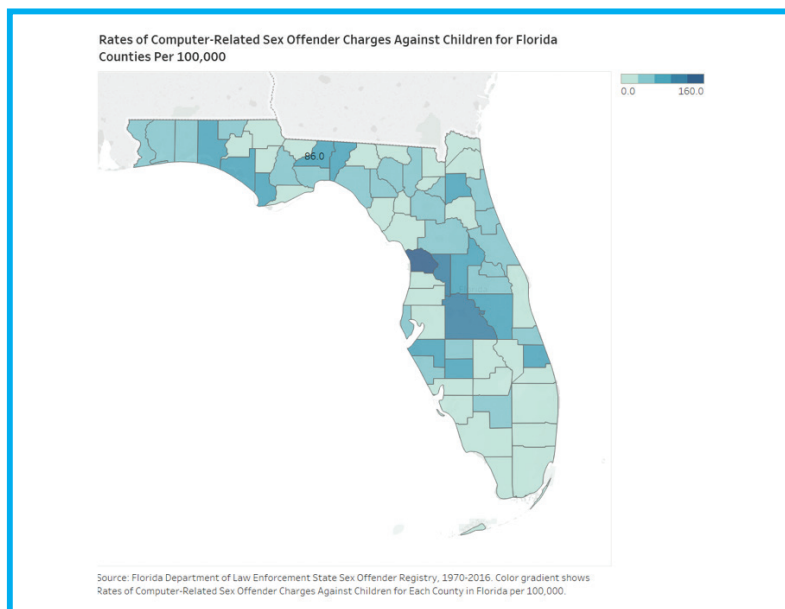 Rates of Computer-Related Sex Offender Charges Against Children for Florida
Counties Per 100,000
0.0 160.0
86.0
Source: Florida Department of Law Enforcement State Sex Offender Registry, 1970-2016. Color gradient shows
Rates of Computer-Related Sex Offender Charges Against Children for Each County in Florida per 100,000.